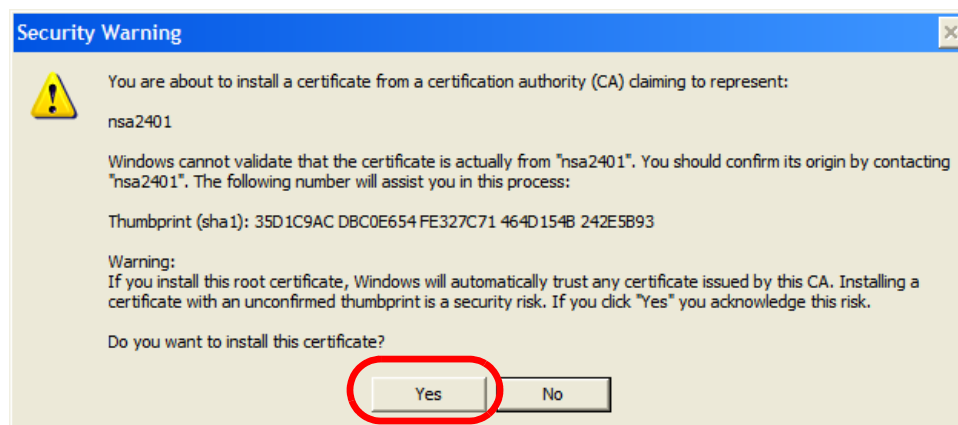 Security Warning
You are about to install a certificate from a certification authority (CA) claiming to represent:
nsa2401
Windows cannot validate that the certificate is actually from "nsa2401". You should confirm its origin by contacting
"nsa2401". The following number will assist you in this process:
Thumbprint (sha1): 35D1C9AC DBC0E654 FE327C71 464D154B 242E5B93
Warning:
If you install this root certificate, Windows will automatically trust any certificate issued by this CA. Installing a
certificate with an unconfirmed thumbprint is a security risk. If you click "Yes" you acknowledge this risk.
Do you want to install this certificate?
Yes No